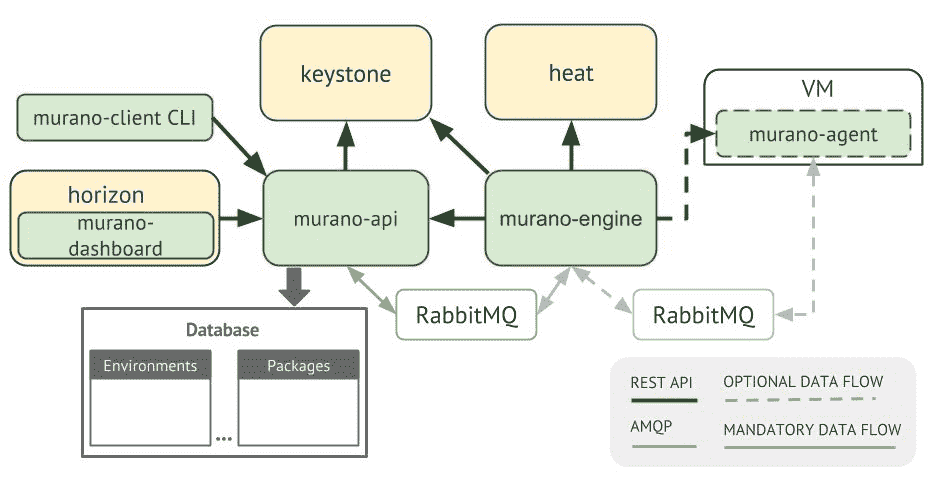 keystone
heat
VM
murano-agent
murano-client CLI
horizon
murano-
dashboard
murano-api
murano-engine
RabbitMQ
RabbitMQ
Database
Environments
Packages
...
REST API
OPTIONAL DATA FLOW
AMQP
MANDATORY DATA FLOW